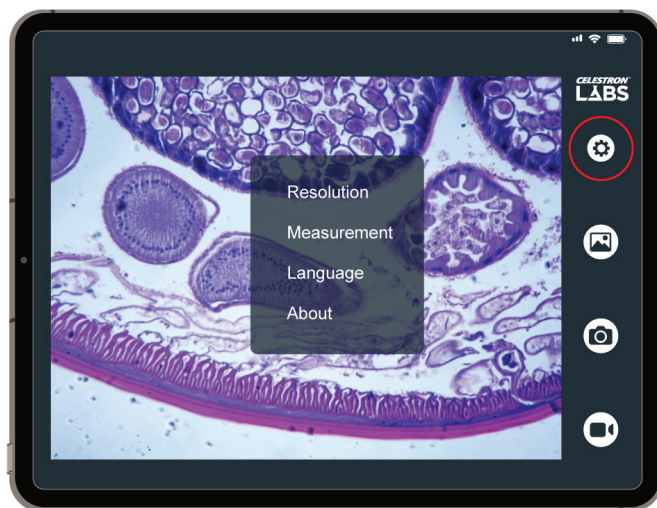 CELESTRON
LABS
Resolution
Measurement
Language
About